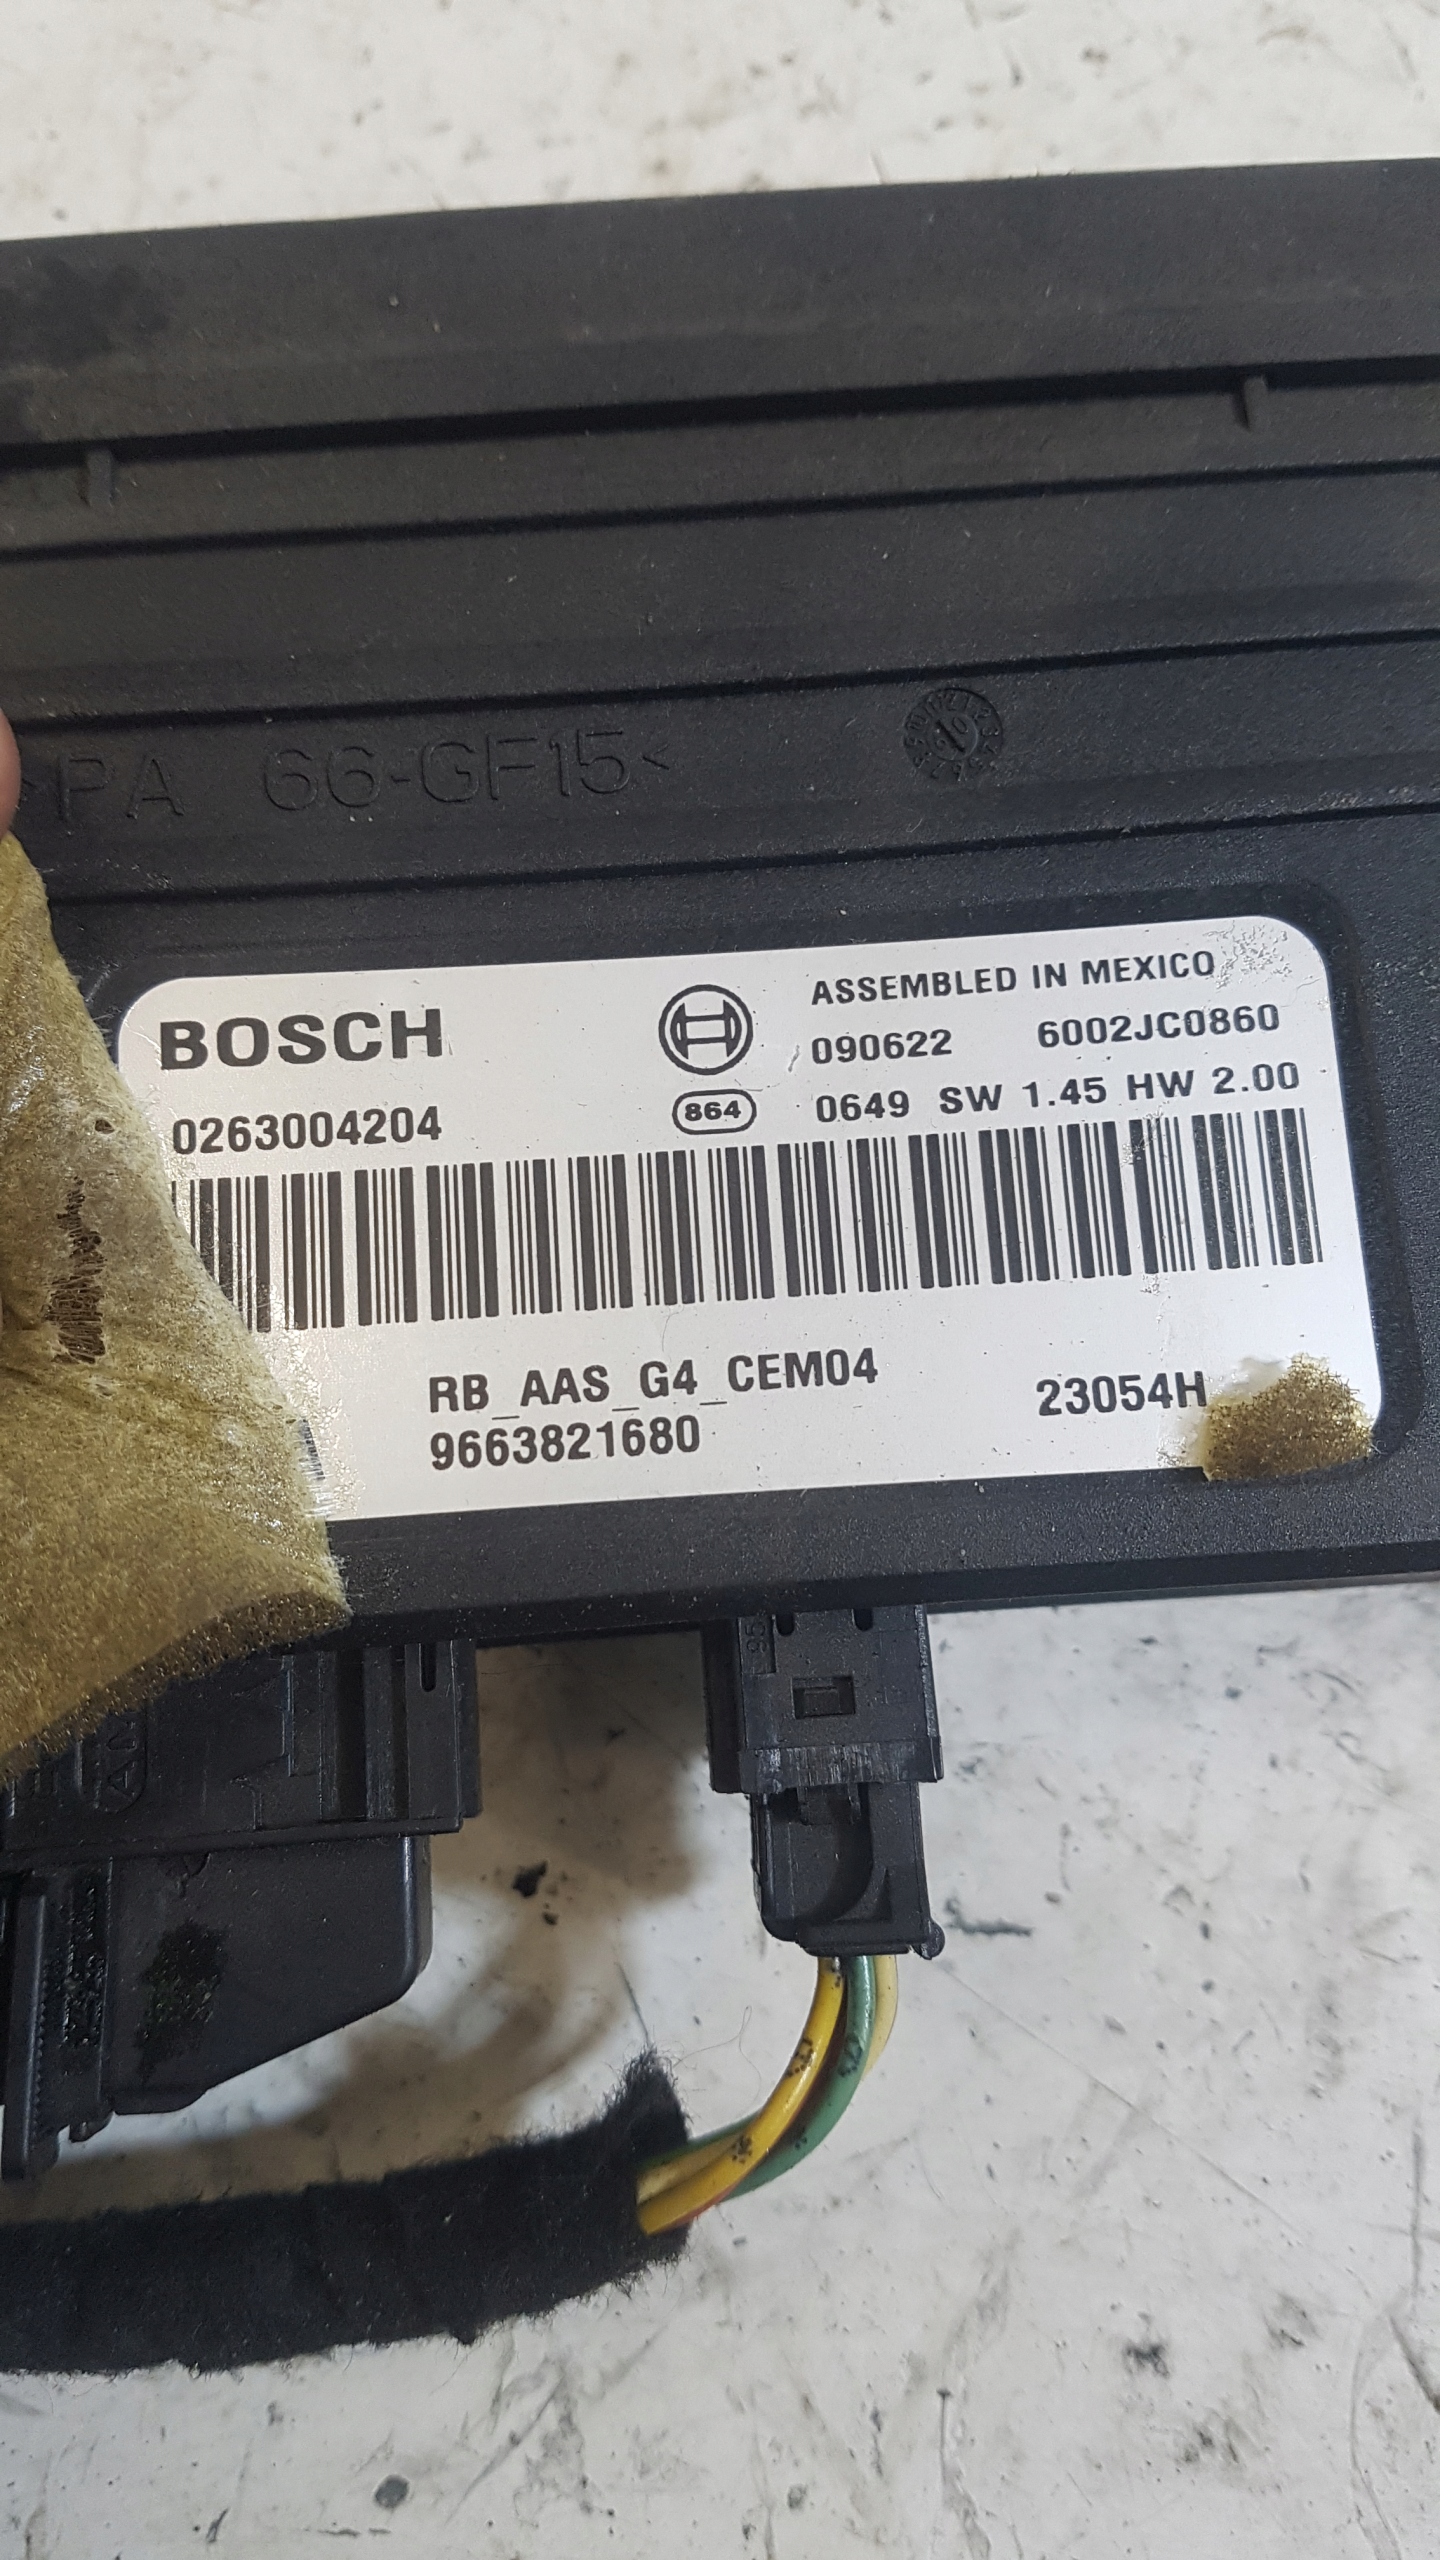 >PA 66-GF15<
BOSCH
ASSEMBLED IN MEXICO
090622 6002JC0860
0263004204
864
0649 SW 1.45 HW 2.00
RB_AAS_G4_CEM04
23054H
9663821680